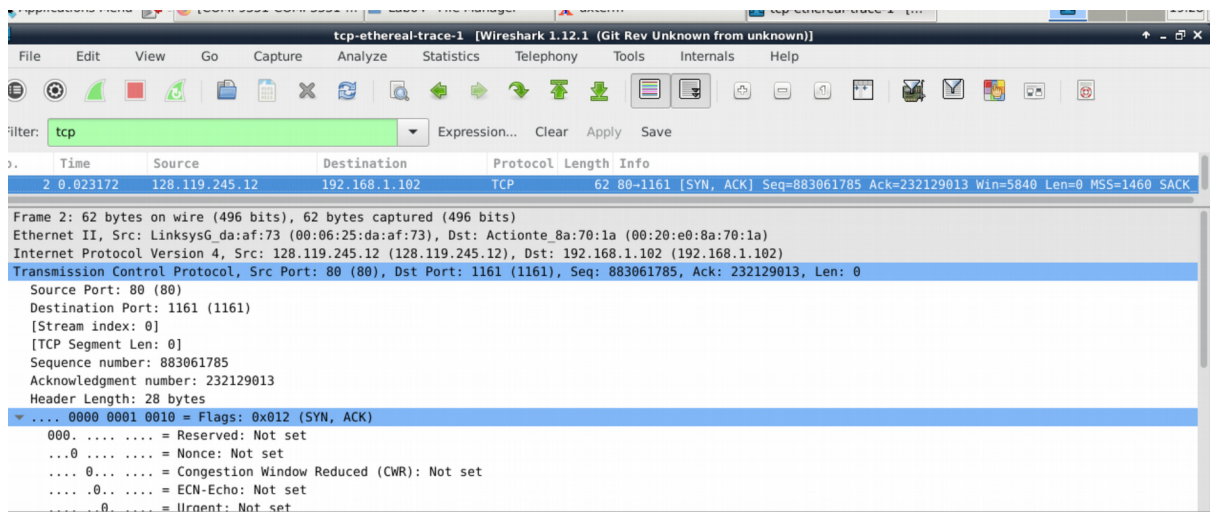 tcp-ethereal-trace-1 [Wireshark 1.12.1 (Git Rev Unknown from unknown)]
File Edit View Go Capture Analyze Statistics Telephony Tools Internals Help
tcp Expression... Clear Apply Save
Time Source Destination Protocol Length Info
2 0.023172 128.119.245.12 192.168.1.102 TCP 62 80→1161 [SYN, ACK] Seq=883061785 Ack=232129013 Win=5840 Len=0 MSS=1460 SACK_
Frame 2: 62 bytes on wire (496 bits), 62 bytes captured (496 bits)
Ethernet II, Src: LinksysG_da:af:73 (00:06:25:da:af:73), Dst: Actionte_8a:70:1a (00:20:e0:8a:70:1a)
Internet Protocol Version 4, Src: 128.119.245.12 (128.119.245.12), Dst: 192.168.1.102 (192.168.1.102)
Transmission Control Protocol, Src Port: 80 (80), Dst Port: 1161 (1161), Seq: 883061785, Ack: 232129013, Len: 0
Source Port: 80 (80)
Destination Port: 1161 (1161)
[Stream index: 0]
[TCP Segment Len: 0]
Sequence number: 883061785
Acknowledgment number: 232129013
Header Length: 28 bytes
.... 0000 0001 0010 = Flags: 0x012 (SYN, ACK)
000. .... .... = Reserved: Not set
...0 .... .... = Nonce: Not set
.... 0... .... = Congestion Window Reduced (CWR): Not set
.... .0.. .... = ECN-Echo: Not set
.... ..0. .... = Urgent: Not set